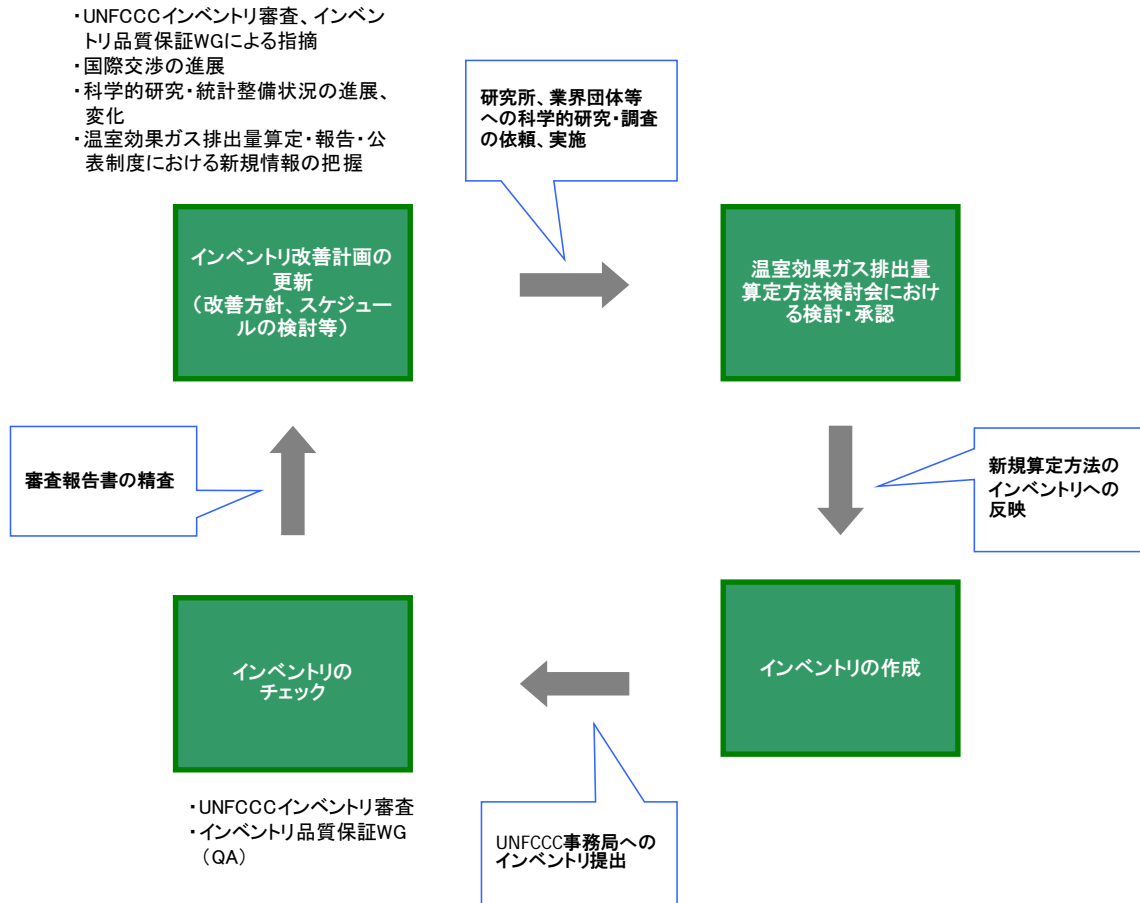 ・UNFCCCインベントリ審査、インベン
トリ品質保証WGによる指摘
・国際交渉の進展
・科学的研究・統計整備状況の進展、
変化
・温室効果ガス排出量算定・報告・公
表制度における新規情報の把握
研究所、業界団体等
への科学的研究・調査
の依頼、実施
インベントリ改善計画の
更新
（改善方針、スケジュー
ルの検討等）
温室効果ガス排出量
算定方法検討会におけ
る検討・承認
審査報告書の精査
新規算定方法の
インベントリへの
反映
インベントリの
チェック
インベントリの作成
・UNFCCCインベントリ審査
・インベントリ品質保証WG
（QA）
UNFCCC事務局への
インベントリ提出